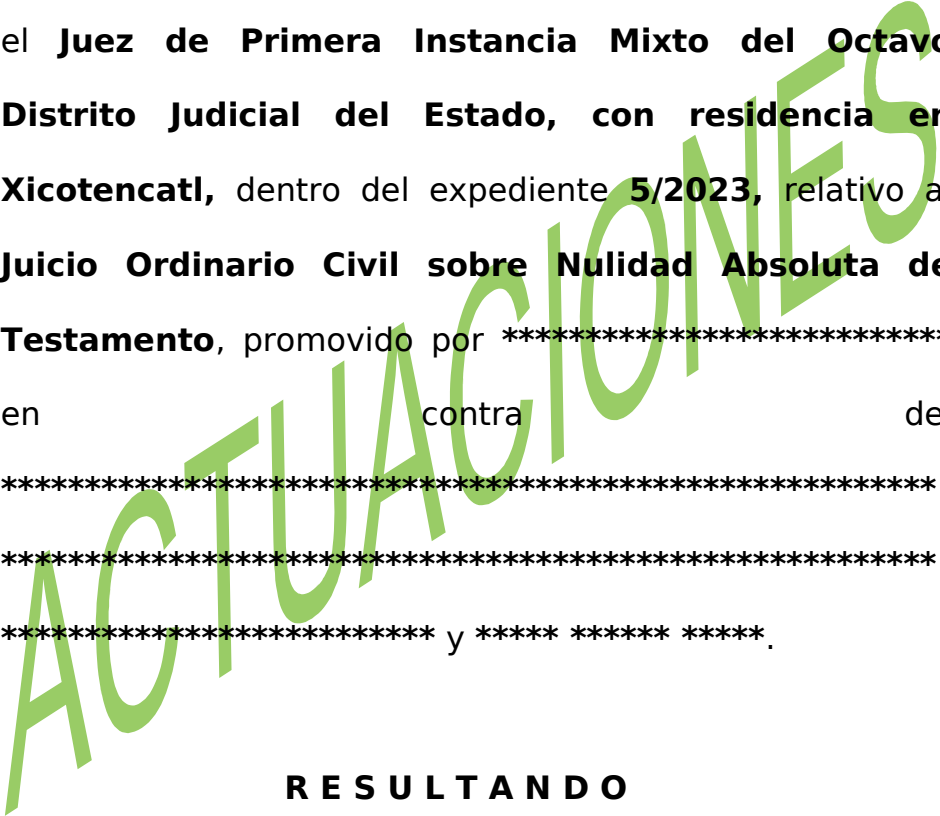 el Juez de Primera Instancia Mixto del Octavo
Distrito Judicial del Estado, con residencia en
Xicotencatl, dentro del expediente 5/2023, relativo a
Juicio Ordinario Civil sobre Nulidad Absoluta de
Testamento, promovido por ***************************
en contra de
********************************************************
********************************************************
************************** y ***** ****** *****.
R E S U L T A N D O
ACTUACIONES